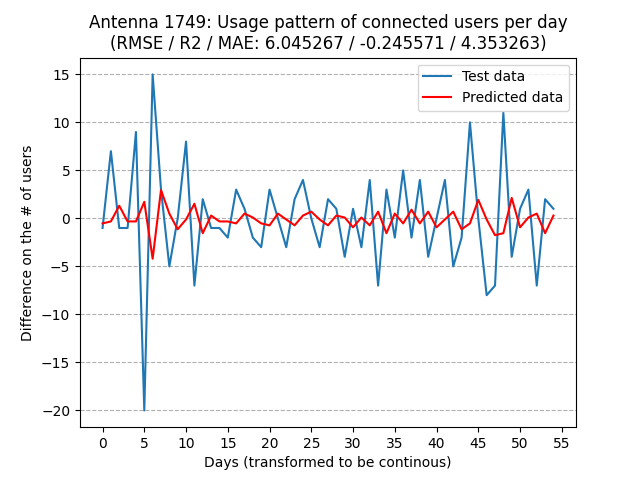 Antenna 1749: Usage pattern of connected users per day
(RMSE / R2 / MAE: 6.045267 / -0.245571 / 4.353263)
Test data
Predicted data
Difference on the # of users
15
10
5
0
−5
−10
−15
−20
0 5 10 15 20 25 30 35 40 45 50 55
Days (transformed to be continous)